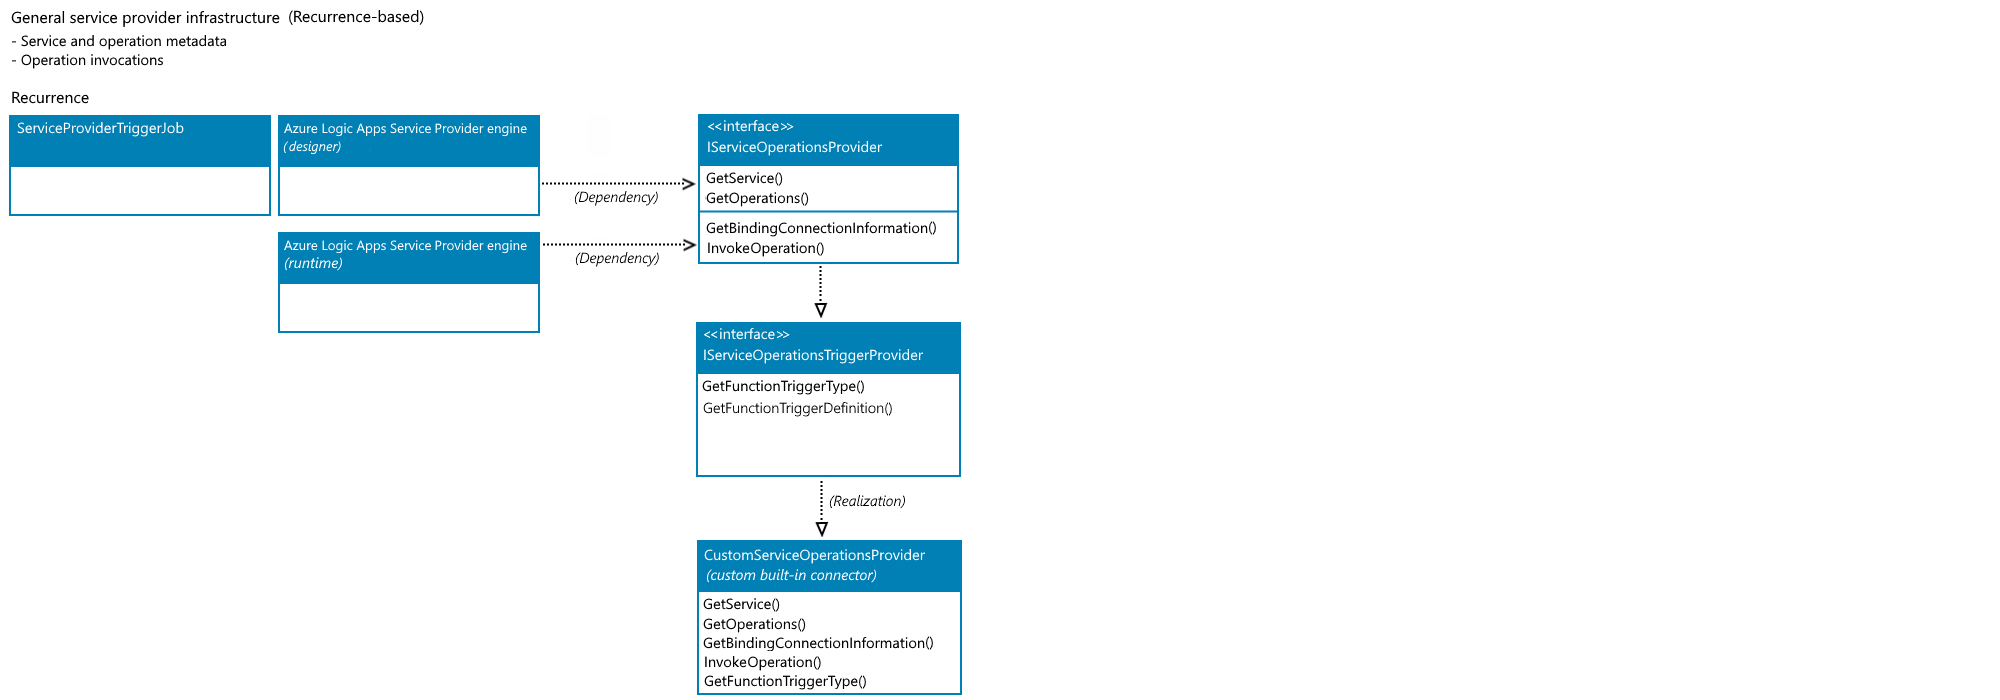 General service provider infrastructure (Recurrence-based)
- Service and operation metadata
- Operation invocations
Recurrence
ServiceProviderTriggerJob
Azure Logic Apps Service Provider engine
(designer)
(Dependency)
<<interface>>
IServiceOperationsProvider
GetService()
GetOperations()
GetBindingConnectionInformation()
InvokeOperation()
Azure Logic Apps Service Provider engine
(runtime)
(Dependency)
<<interface>>
IServiceOperationsTriggerProvider
GetFunctionTriggerType()
GetFunctionTriggerDefinition()
(Realization)
CustomServiceOperationsProvider
(custom built-in connector)
GetService()
GetOperations()
GetBindingConnectionInformation()
InvokeOperation()
GetFunctionTriggerType()